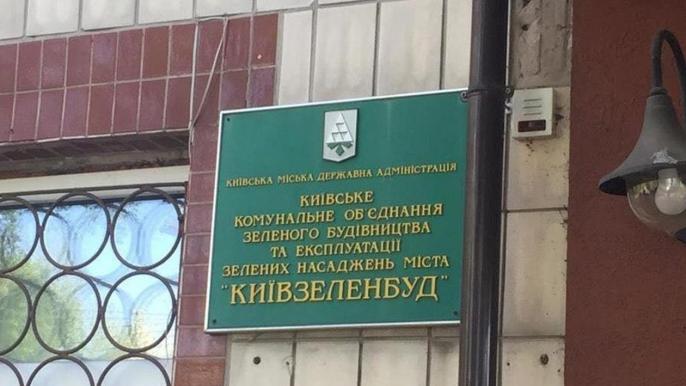 КИЇВСЬКА МІСЬКА ДЕРЖАВНА АДМІНІСТРАЦІЯ
КИЇВСЬКЕ
КОМУНАЛЬНЕ ОБ'ЄДНАННЯ
ЗЕЛЕНОГО БУДІВНИЦТВА
ТА ЕКСПЛУАТАЦІЇ
ЗЕЛЕНИХ НАСАДЖЕНЬ МІСТА
"КИЇВЗЕЛЕНБУД"